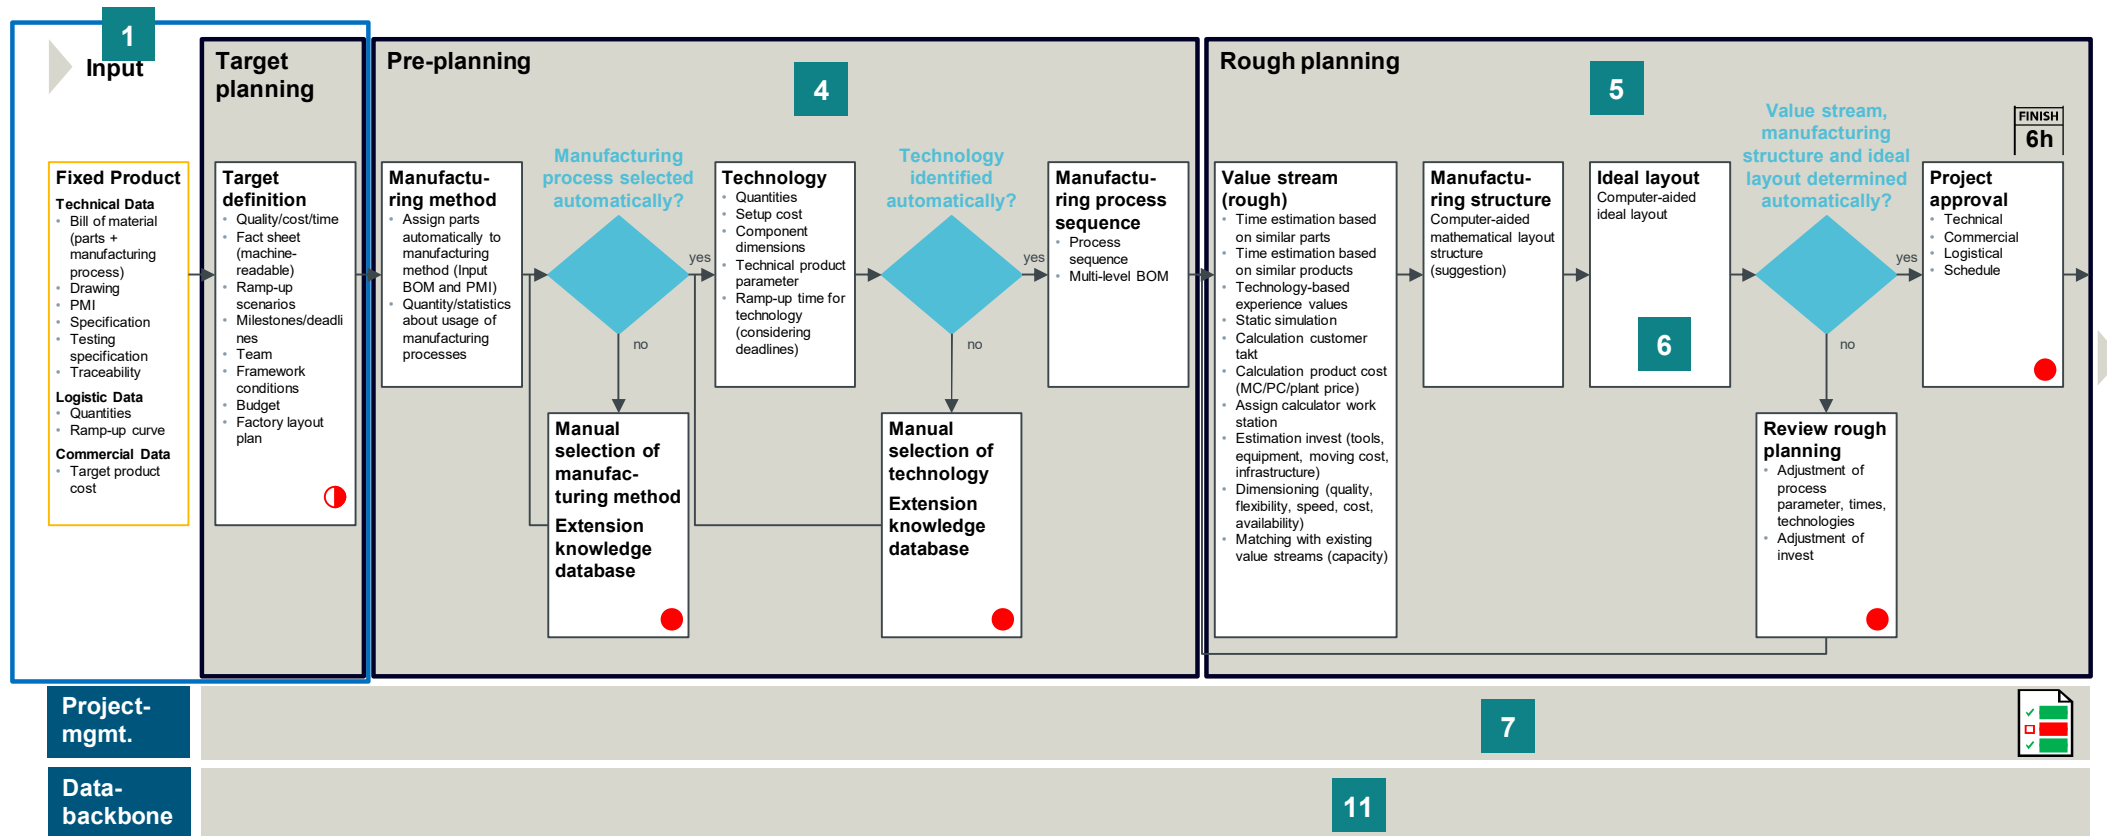 1
Input
Fixed Product
Technical Data
• Bill of material
(parts +
manufacturing
process)
• Drawing
• PMI
• Specification
• Testing
specification
• Traceability
Logistic Data
• Quantities
• Ramp-up curve
Commercial Data
• Target product
cost
Target
planning
Target
definition
• Quality/cost/time
• Fact sheet
(machine-
readable)
• Ramp-up
scenarios
• Milestones/deadli
nes
• Team
• Framework
conditions
• Budget
• Factory layout
plan
Pre-planning
4
Manufactu-
ring method
• Assign parts
automatically to
manufacturing
method (Input
BOM and PMI)
• Quantity/statistics
about usage of
manufacturing
processes
Manufacturing
process selected
automatically?
yes
no
Manual
selection of
manufac-
turing method
Extension
knowledge
database
Technology
• Quantities
• Setup cost
• Component
dimensions
• Technical product
parameter
• Ramp-up time for
technology
(considering
deadlines)
Technology
identified
automatically?
yes
no
Manual
selection of
technology
Extension
knowledge
database
Manufactu-
ring process
sequence
• Process
sequence
• Multi-level BOM
Rough planning
5
Value stream
(rough)
• Time estimation based
on similar parts
• Time estimation based
on similar products
• Technology-based
experience values
• Static simulation
• Calculation customer
takt
• Calculation product cost
(MC/PC/plant price)
• Assign calculator work
station
• Estimation invest (tools,
equipment, moving cost,
infrastructure)
• Dimensioning (quality,
flexibility, speed, cost,
availability)
• Matching with existing
value streams (capacity)
Manufactu-
ring structure
Computer-aided
mathematical layout
structure
(suggestion)
Ideal layout
Computer-aided
ideal layout
6
Value stream,
manufacturing
structure and ideal
layout determined
automatically?
yes
no
Review rough
planning
• Adjustment of
process
parameter, times,
technologies
• Adjustment of
invest
FINISH
6h
Project
approval
• Technical
• Commercial
• Logistical
• Schedule
Project-
mgmt.
7
Data-
backbone
11